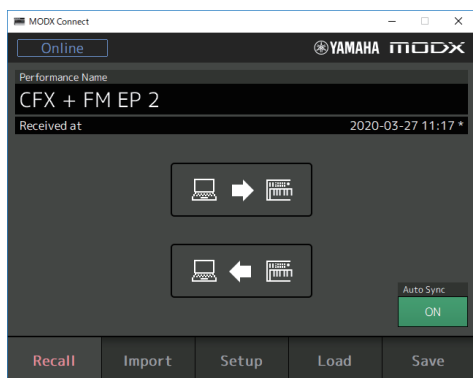 MODX Connect
Online
YAMAHA MODX
Performance Name
CFX + FM EP 2
Received at 2020-03-27 11:17 *
Auto Sync
ON
Recall Import Setup Load Save